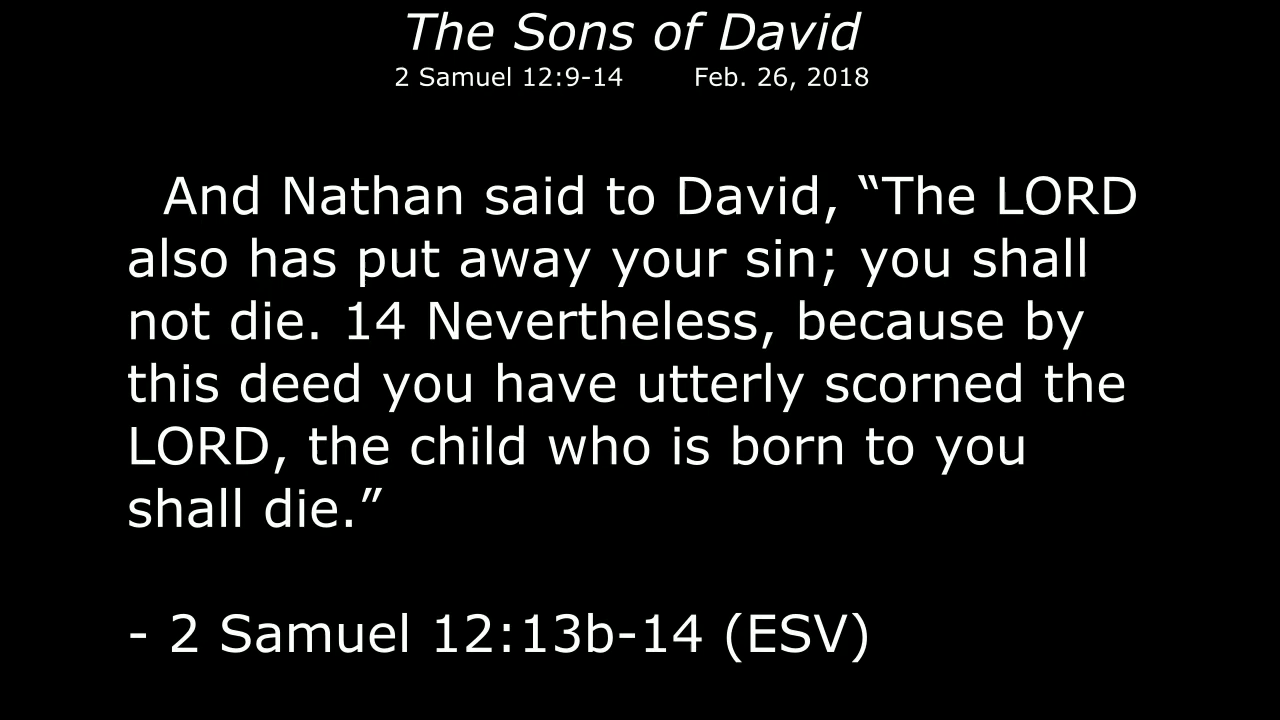 The Sons of David
2 Samuel 12:9-14 Feb. 26, 2018
And Nathan said to David, “The LORD
also has put away your sin; you shall
not die. 14 Nevertheless, because by
this deed you have utterly scorned the
LORD, the child who is born to you
shall die.”
- 2 Samuel 12:13b-14 (ESV)